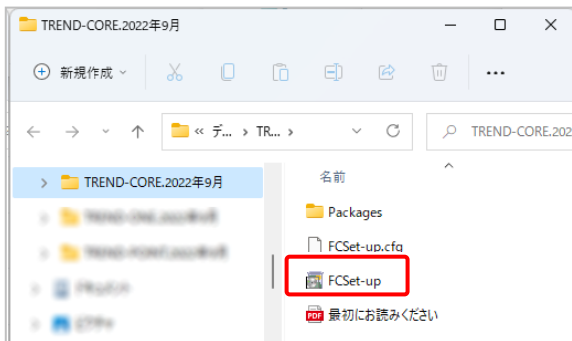 TREND-CORE.2022年9月
新規作成
« デ... › TR... ›
TREND-CORE.202
TREND-CORE.2022年9月
名前
Packages
FCSet-up.cfg
FCSet-up
PDF 最初にお読みください